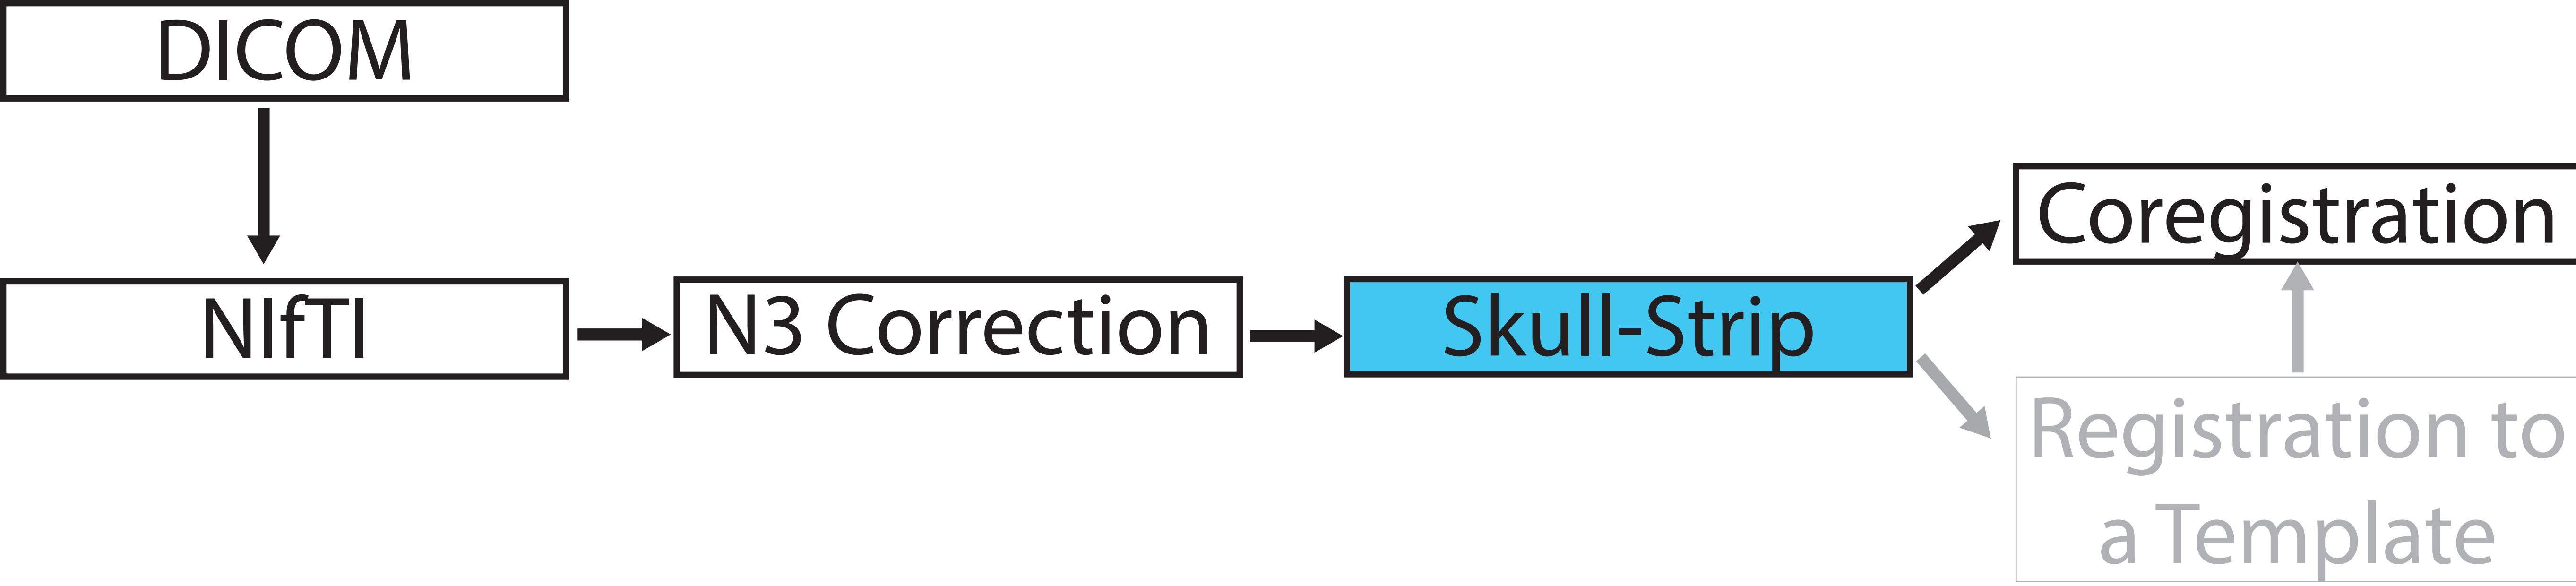 DICOM
NIfTI
N3 Correction
Skull-Strip
Coregistration
Registration to
a Template